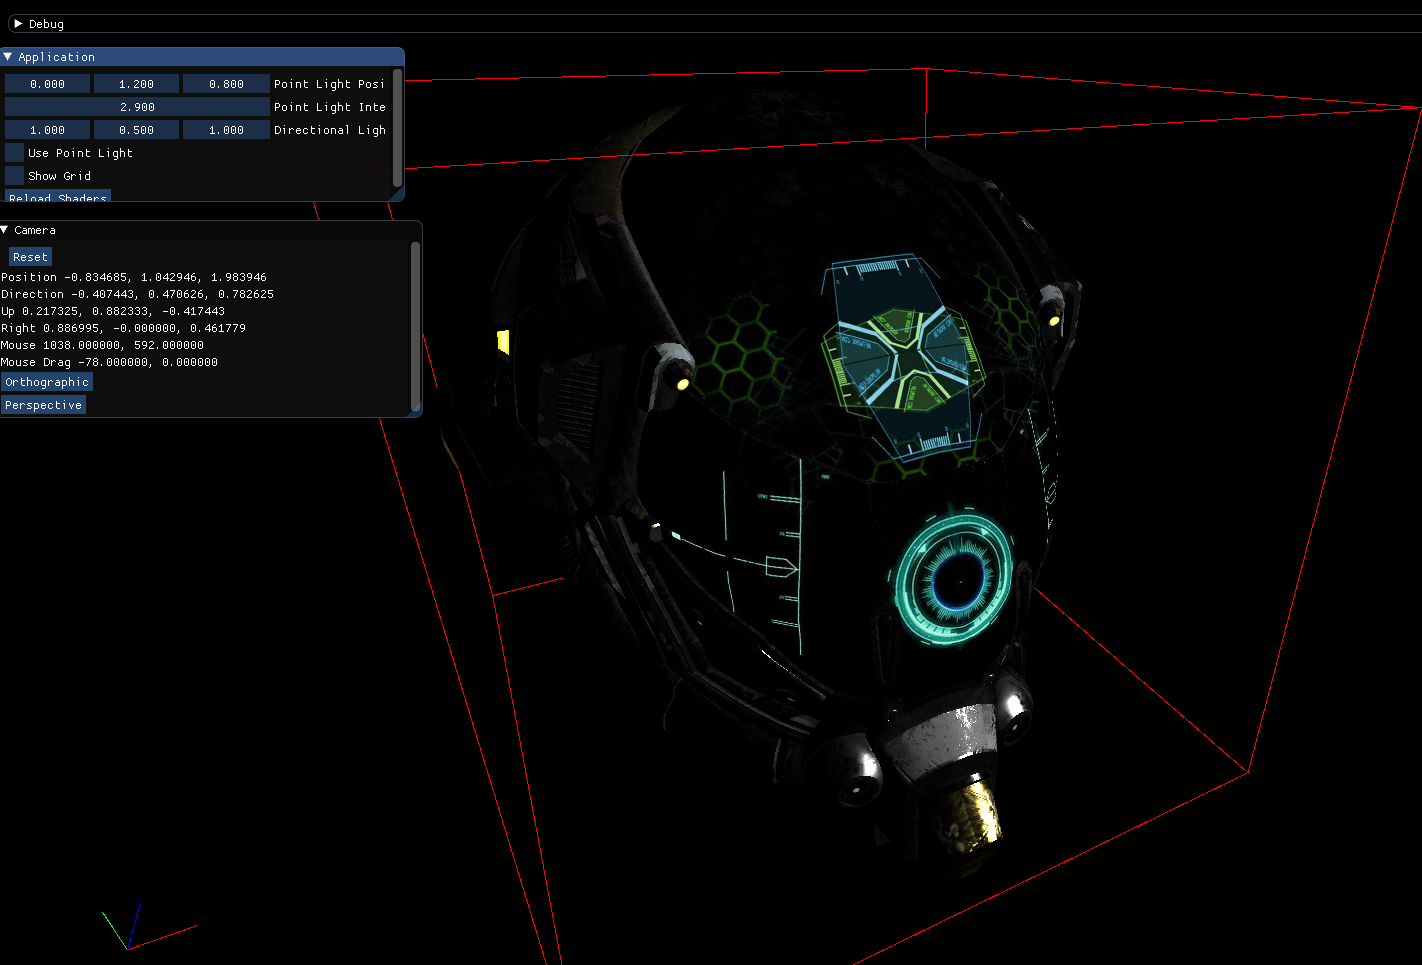 Debug
Application
0.000 1.200 0.800 Point Light Posi
2.900 Point Light Inte
1.000 0.500 1.000 Directional Ligh
Use Point Light
Show Grid
Reload Shaders
Camera
Reset
Position -0.834685, 1.042946, 1.983946
Direction -0.407443, 0.470626, 0.782625
Up 0.217325, 0.882333, -0.417443
Right 0.886995, -0.000000, 0.461779
Mouse 1038.000000, 592.000000
Mouse Drag -78.000000, 0.000000
Orthographic
Perspective